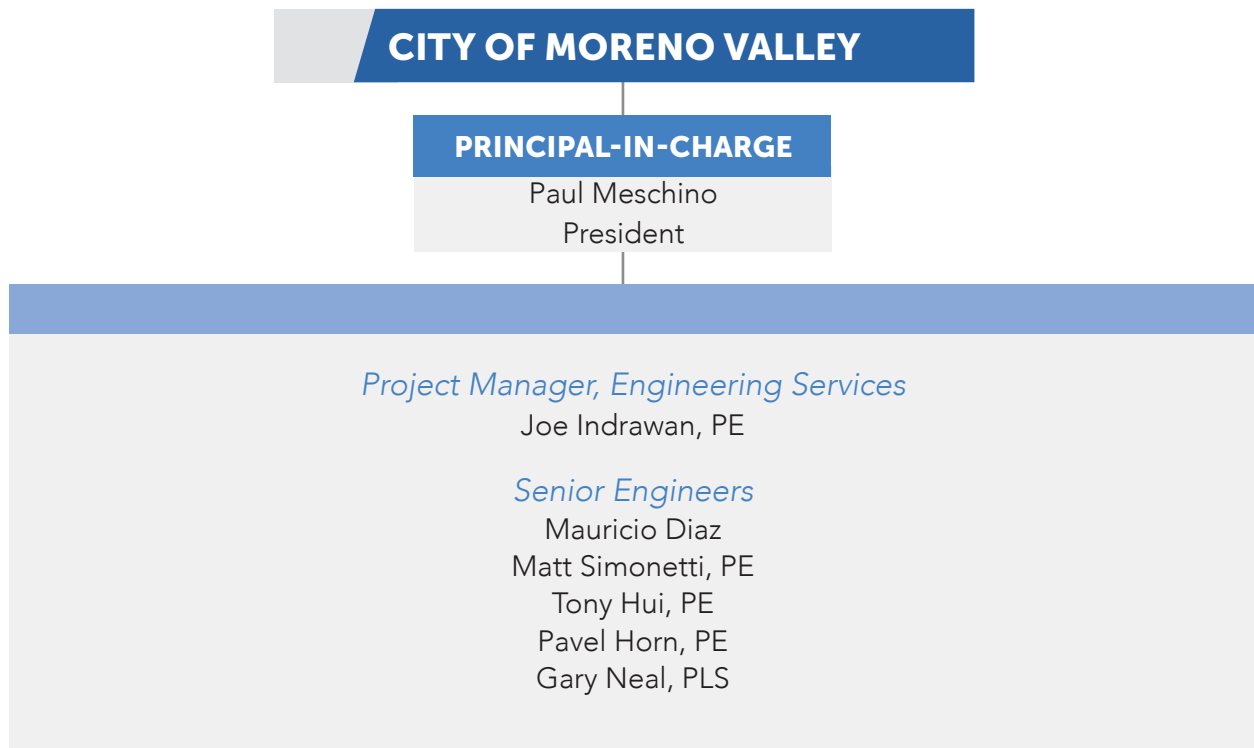 CITY OF MORENO VALLEY
PRINCIPAL-IN-CHARGE
Paul Meschino
President
Project Manager, Engineering Services
Joe Indrawan, PE
Senior Engineers
Mauricio Diaz
Matt Simonetti, PE
Tony Hui, PE
Pavel Horn, PE
Gary Neal, PLS